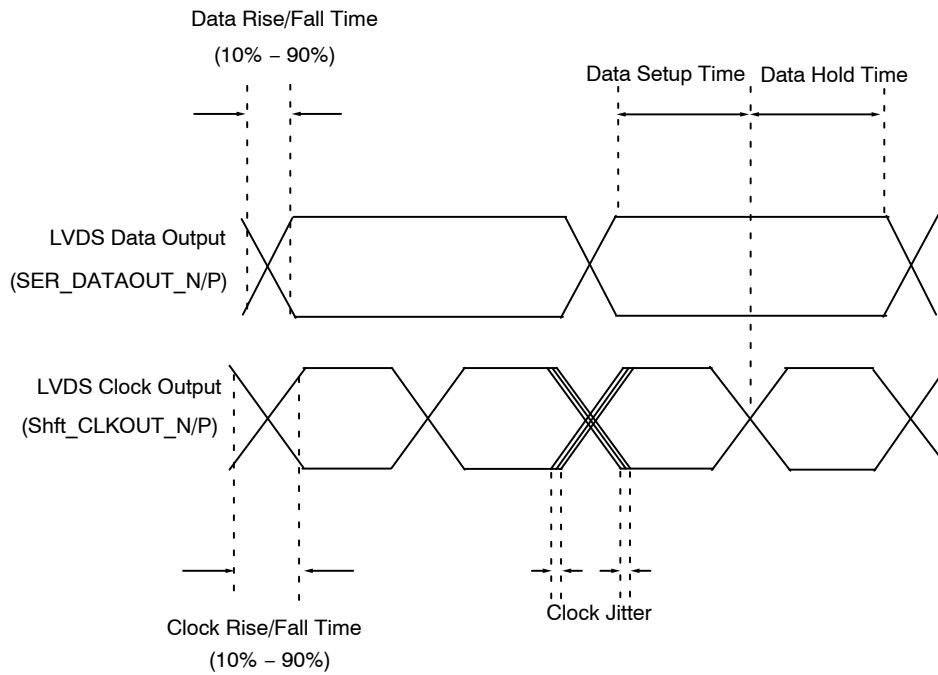 Data Rise/Fall Time
(10% – 90%)
Data Setup Time
Data Hold Time
LVDS Data Output
(SER_DATAOUT_N/P)
LVDS Clock Output
(Shft_CLKOUT_N/P)
Clock Jitter
Clock Rise/Fall Time
(10% – 90%)